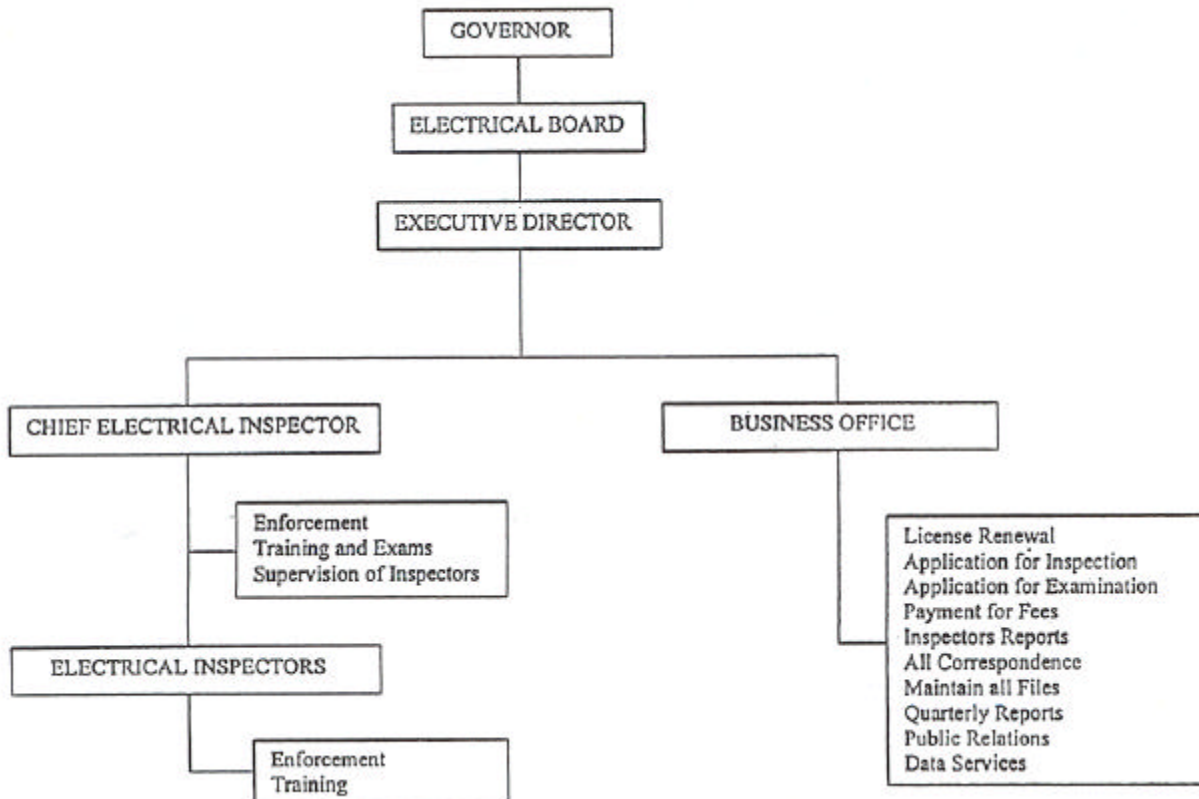 GOVERNOR
ELECTRICAL BOARD
EXECUTIVE DIRECTOR
CHIEF ELECTRICAL INSPECTOR
BUSINESS OFFICE
Enforcement
Training and Exams
Supervision of Inspectors
ELECTRICAL INSPECTORS
Enforcement
Training
License Renewal
Application for Inspection
Application for Examination
Payment for Fees
Inspectors Reports
All Correspondence
Maintain all Files
Quarterly Reports
Public Relations
Data Services